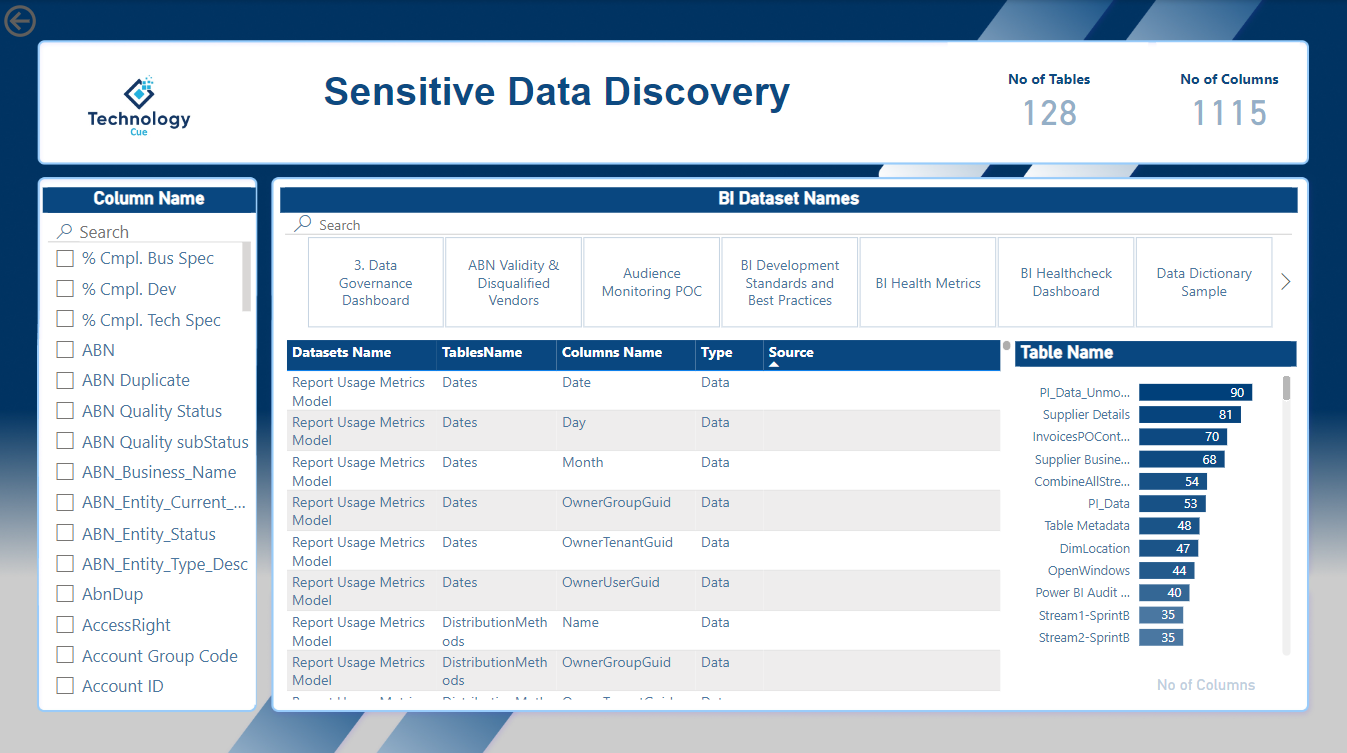 Technology
Cue
Sensitive Data Discovery
No of Tables
128
No of Columns
1115
Column Name
Search
% Cmpl. Bus Spec
% Cmpl. Dev
% Cmpl. Tech Spec
ABN
ABN Duplicate
ABN Quality Status
ABN Quality subStatus
ABN_Business_Name
ABN_Entity_Current_...
ABN_Entity_Status
ABN_Entity_Type_Desc
AbnDup
AccessRight
Account Group Code
Account ID
BI Dataset Names
Search
3. Data
Governance
Dashboard
ABN Validity &
Disqualified
Vendors
Audience
Monitoring POC
BI Development
Standards and
Best Practices
BI Health Metrics
BI Healthcheck
Dashboard
Data Dictionary
Sample
Datasets Name TablesName Columns Name Type Source
Report Usage Metrics Dates Date Data
Model
Report Usage Metrics Dates Day Data
Model
Report Usage Metrics Dates Month Data
Model
Report Usage Metrics Dates OwnerGroupGuid Data
Model
Report Usage Metrics Dates OwnerTenantGuid Data
Model
Report Usage Metrics Dates OwnerUserGuid Data
Model
Report Usage Metrics DistributionMeth Name Data
Model ods
Report Usage Metrics DistributionMeth OwnerGroupGuid Data
Model ods
Table Name
PI_Data_Unmo... 90
Supplier Details 81
InvoicesPOCont... 70
Supplier Busine... 68
CombineAllStre... 54
PI_Data 53
Table Metadata 48
DimLocation 47
OpenWindows 44
Power BI Audit ... 40
Stream1-SprintB 35
Stream2-SprintB 35
No of Columns